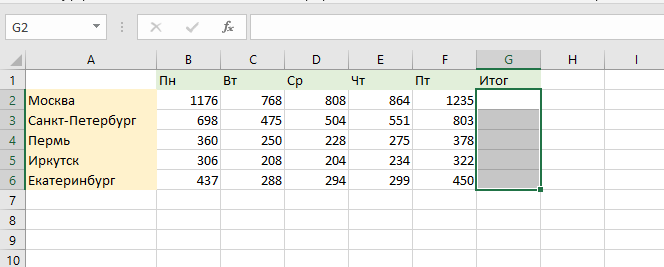 G2 fx
A B C D E F G H I
1 Пн Вт Ср Чт Пт Итог
2 Москва 1176 768 808 864 1235
3 Санкт-Петербург 698 475 504 551 803
4 Пермь 360 250 228 275 378
5 Иркутск 306 208 204 234 322
6 Екатеринбург 437 288 294 299 450
7
8
9
10